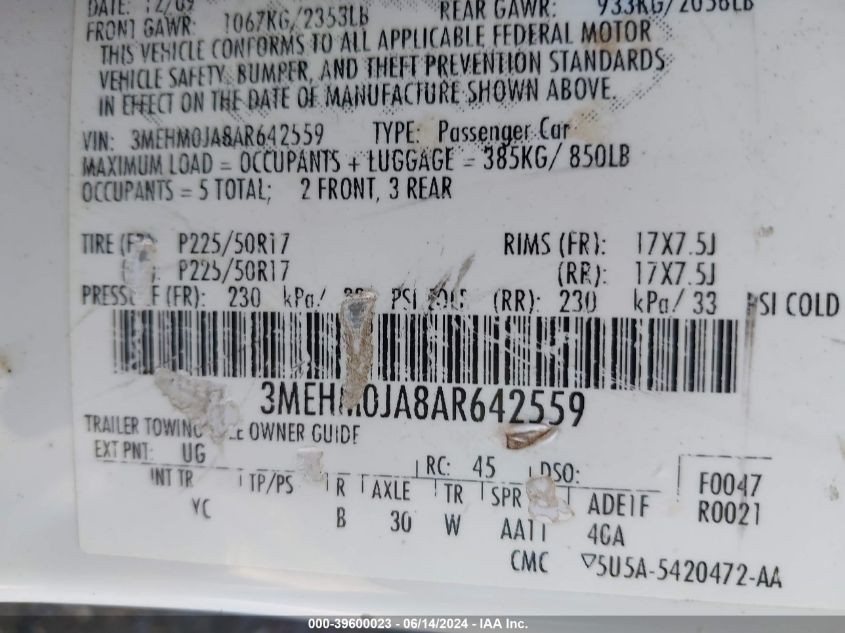 DATE: 12/09
FRONT GAWR: 1067KG/2353LB REAR GAWR: 933KG/2058LB
THIS VEHICLE CONFORMS TO ALL APPLICABLE FEDERAL MOTOR
VEHICLE SAFETY, BUMPER, AND THEFT PREVENTION STANDARDS
IN EFFECT ON THE DATE OF MANUFACTURE SHOWN ABOVE.
VIN: 3MEHM0JA8AR642559 TYPE: Passenger Car
MAXIMUM LOAD = OCCUPANTS + LUGGAGE = 385KG/ 850LB
OCCUPANTS = 5 TOTAL; 2 FRONT, 3 REAR
TIRE P225/50R17 RIMS (FR): 17X7.5J
P225/50R17 (RR): 17X7.5J
(FR): 230 kPa/ PSI (RR): 230 kPa/ 33 PSI COLD
3MEHM0JA8AR642559
TRAILER TOWING OWNER GUIDE
EXT PNT: UG RC: 45 DSO:
INT TR TP/PS R AXLE TR SPR ADE1F F0047
YC B 30 W 4GA R0021
CMC ▽5U5A-5420472-AA
000-39600023 - 06/14/2024 - IAA Inc.